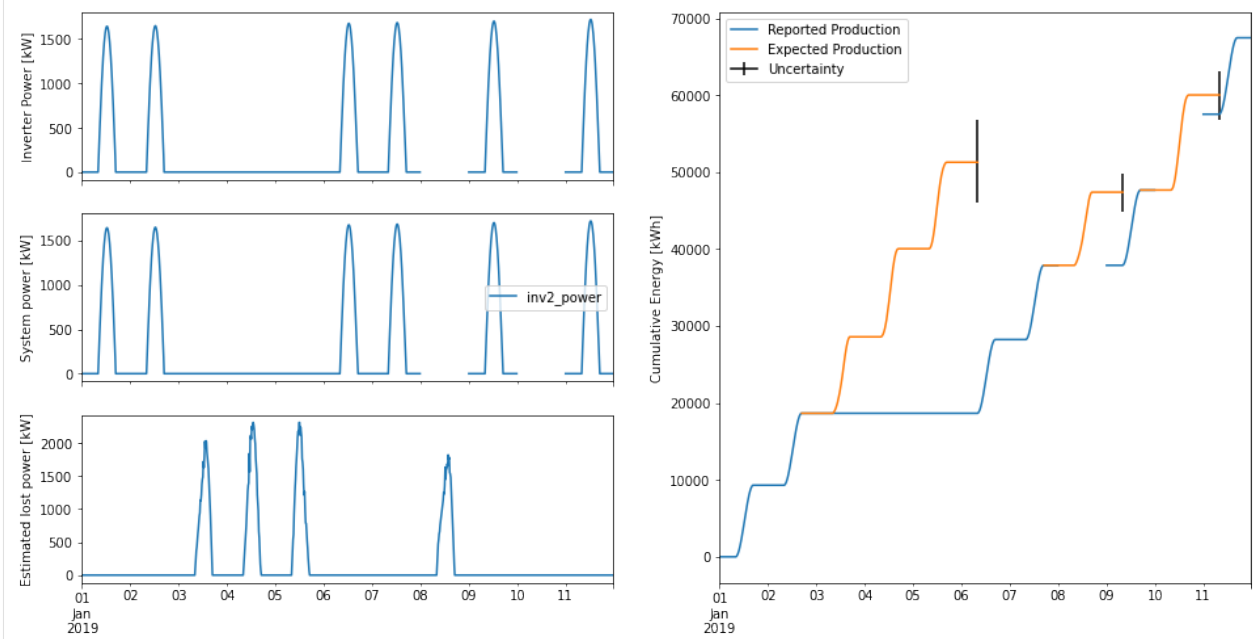 Inverter Power [kW]
1500
1000
500
0
System power [kW]
1500
1000
500
0
inv2_power
Estimated lost power [kW]
2000
1500
1000
500
0
01 02 03 04 05 06 07 08 09 10 11
Jan
2019
Cumulative Energy [kWh]
70000
60000
50000
40000
30000
20000
10000
0
Reported Production
Expected Production
Uncertainty
01 02 03 04 05 06 07 08 09 10 11
Jan
2019